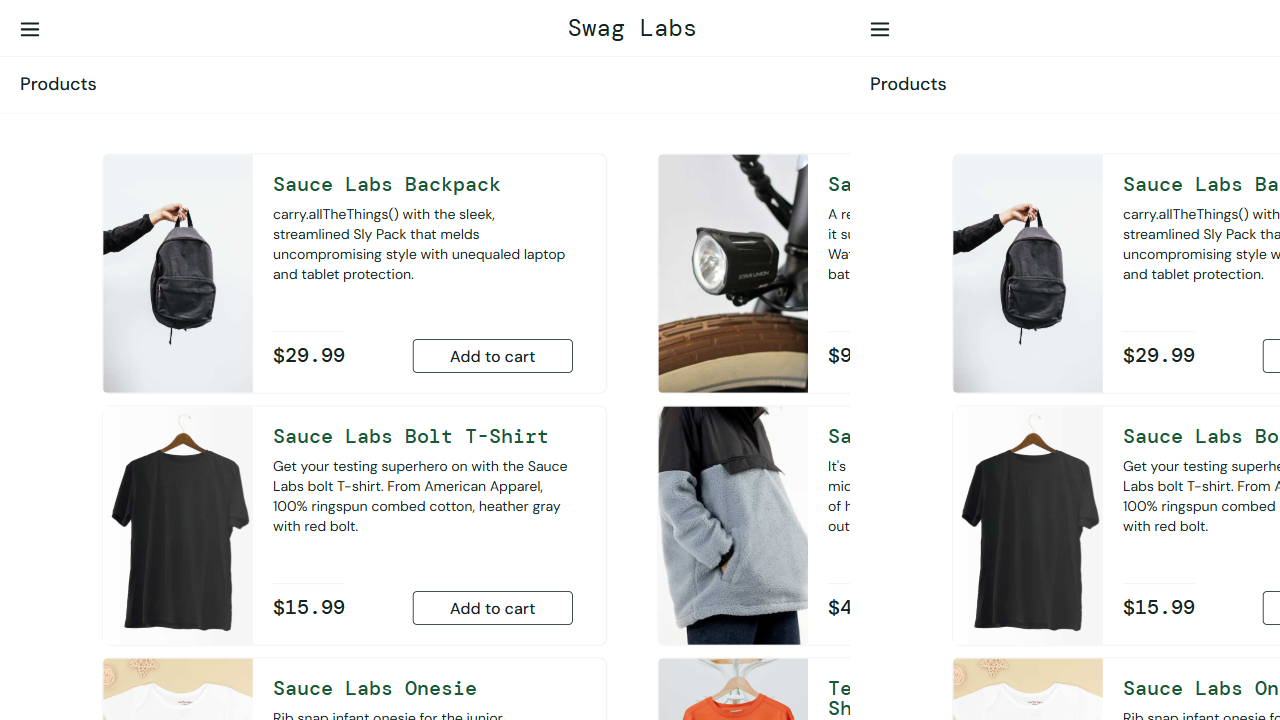 Swag Labs
Products
Products
Sauce Labs Backpack
carry.allTheThings() with the sleek,
streamlined Sly Pack that melds
uncompromising style with unequaled laptop
and tablet protection.
$29.99
Add to cart
Sa
A re
it su
Wat
bat
$9
Sauce Labs Ba
carry.allTheThings() with
streamlined Sly Pack tha
uncompromising style w
and tablet protection.
$29.99
Sauce Labs Bolt T-Shirt
Get your testing superhero on with the Sauce
Labs bolt T-shirt. From American Apparel,
100% ringspun combed cotton, heather gray
with red bolt.
$15.99
Add to cart
Sa
It's
mid
of h
out
$4
Sauce Labs Bo
Get your testing superhe
Labs bolt T-shirt. From A
100% ringspun combed
with red bolt.
$15.99
Sauce Labs Onesie
Rib snap infant onesie for the junior
Te
Sh
Sauce Labs On
Rib snap infant onesie fo